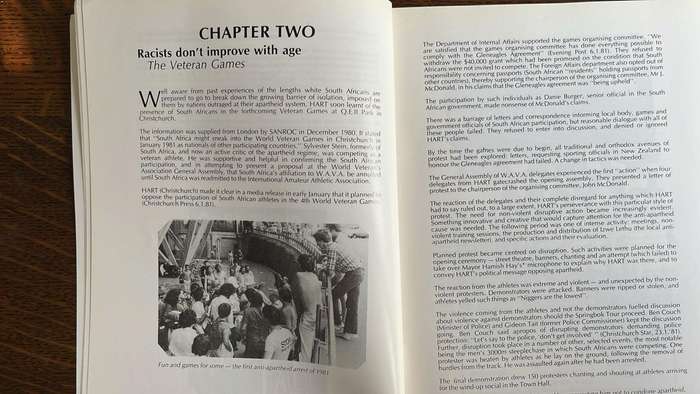 CHAPTER TWO
Racists don't improve with age
The Veteran Games
Well aware from past experiences of the lengths while South Africans are
prepared to go to break down the growing barrier of isolation, imposed on
them by nations outraged at their apartheid system, HART soon learnt of the
presence of South Africans in the forthcoming Veteran Games at Q.E.II Park in
Christchurch.
The information was supplied from London by SANROC in December 1980. It stated
that "South Africa might sneak into the World Veteran Games in Christchurch in
January 1981 as nationals of other participating countries." Sylvester Stein, formerly of
South Africa, and now an active critic of the apartheid regime, was competing as a
veteran athlete. He was supportive and helpful in confirming the South African
participation, and in attempting to present a proposal at the World Veteran
Association General Assembly, that South Africa's affiliation to W.A.V.A. be annulled
until South Africa was readmitted to the International Amateur Athletic Association.
HART (Christchurch) made it clear in a media release in early January that it planned to
oppose the participation of South African athletes in the 4th World Veteran Games
(Christchurch Press 6.1.81).
Fun and games for some — the first anti-apartheid arrest of 1981
The Department of Internal Affairs supported the games organising committee. "We
are satisfied that the games organising committee has done everything possible to
comply with the Gleneagles Agreement" (Evening Post 6.1.81). They refused to
withdraw the $40,000 grant which had been promised on the condition that South
Africans were not invited to compete. The Foreign Affairs department also opted out of
responsibility concerning passports (South African "residents" holding passports from
other countries), thereby supporting the chairperson of the organising committee, Mr J.
McDonald, in his claims that the Gleneagles agreement was "being upheld".
The participation by such individuals as Danie Burger, senior official in the South
African government, made nonsense of McDonald's claims.
There was a barrage of letters and correspondence informing local body, games and
government officials of South African participation, but reasonable dialogue with all of
these people failed. They refused to enter into discussion, and denied or ignored
HART's claims.
By the time the gafnes were due to begin, all traditional and orthodox avenues of
protest had been explored; letters, requesting sporting officials in New Zealand to
honour the Gleneagles agreement had failed. A change in tactics was needed.
The General Assembly of W.A.V.A. delegates experienced the first "action" when four
delegates from HART gatecrashed the opening assembly. They presented a letter of
protest to the chairperson of the organising committee, John McDonald.
The reaction of the delegates and their complete disregard for anything which HART
had to say ruled out, to a large extent, HART's perseverance with this particular style of
protest. The need for non-violent disruptive action became increasingly evident.
Something innovative and creative that would capture attention for the anti-apartheid
cause was needed. The following period was one of intense activity: meetings, non-
violent training sessions, the production and distribution of Izwe Lethu (the local anti-
apartheid newsletter), and specific actions and their evaluation.
Planned protest became centred on disruption. Such activities were planned for the
opening ceremony — street theatre, banners, chanting and an attempt (which failed) to
take over Mayor Hamish Hay's* microphone to explain why HART was there, and to
convey HART's political message opposing apartheid.
The reaction from the athletes was extreme and violent — and unexpected by the non-
violent protesters. Demonstrators were attacked. Banners were ripped or stolen, and
athletes yelled such things as "Niggers are the lowest".
The violence coming from the athletes and not the demonstrators fuelled discussion
about violence against demonstrators should the Springbok Tour proceed. Ben Couch
(Minister of Police) and Gideon Tait (former Police Commissioner) kept the discussion
going. Ben Couch said apropos of disrupting demonstrators demanding police
protection: "Let's say to the police, 'don't get involved'." (Christchurch Star, 23.1.'81).
Further, disruption took place in a number of other, selected events, the most notable
being the men's 3000m steeplechase in which South Africans were competing. One
protester was beaten by athletes as he lay on the ground, following the removal of
hurdles from the track. He was assaulted again after he had been arrested.
The final demonstration drew 150 protesters chanting and shouting at athletes arriving
for the wind-up social in the Town Hall.
not to condone apartheid,